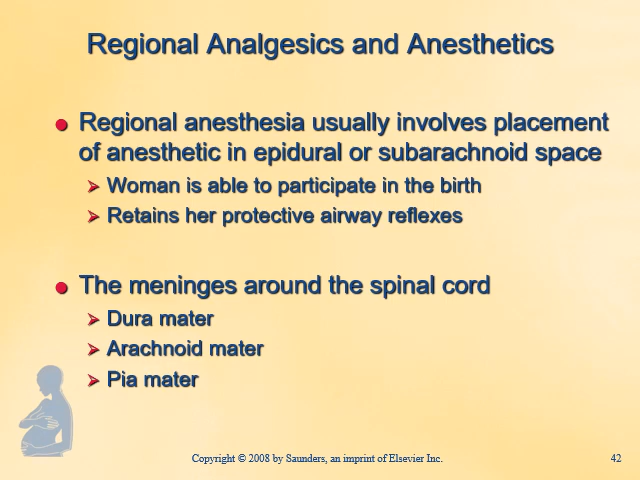 Regional Analgesics and Anesthetics
Regional anesthesia usually involves placement
of anesthetic in epidural or subarachnoid space
Woman is able to participate in the birth
Retains her protective airway reflexes
The meninges around the spinal cord
Dura mater
Arachnoid mater
Pia mater
Copyright © 2008 by Saunders, an imprint of Elsevier Inc.
42